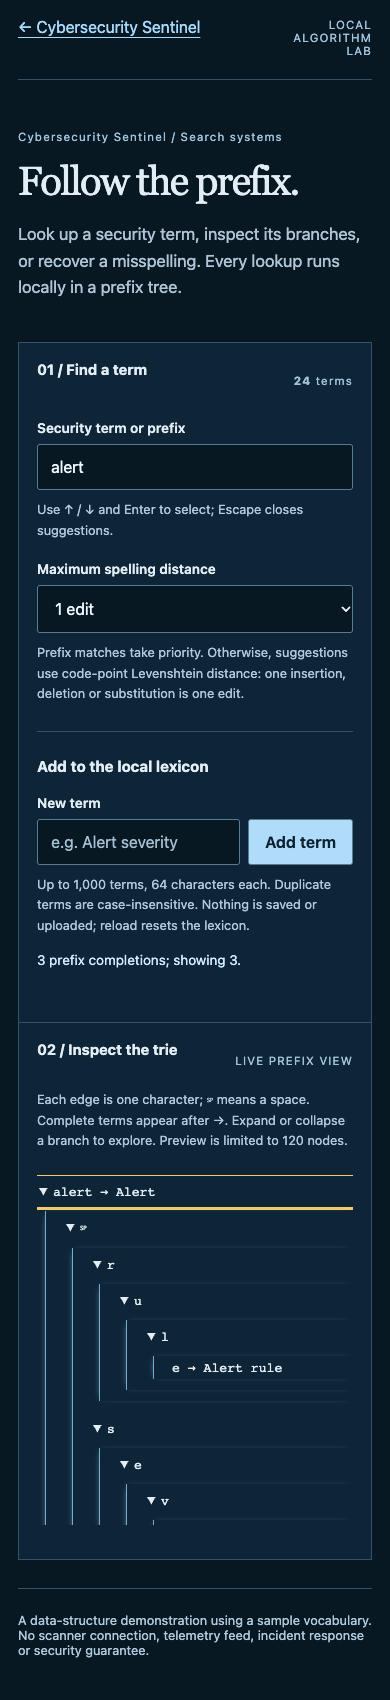 ← Cybersecurity Sentinel
LOCAL
ALGORITHM
LAB
Cybersecurity Sentinel / Search systems
Follow the prefix.
Look up a security term, inspect its branches,
or recover a misspelling. Every lookup runs
locally in a prefix tree.
01 / Find a term
24 terms
Security term or prefix
alert
Use ↑ / ↓ and Enter to select; Escape closes
suggestions.
Maximum spelling distance
1 edit
Prefix matches take priority. Otherwise, suggestions
use code-point Levenshtein distance: one insertion,
deletion or substitution is one edit.
Add to the local lexicon
New term
e.g. Alert severity
Add term
Up to 1,000 terms, 64 characters each. Duplicate
terms are case-insensitive. Nothing is saved or
uploaded; reload resets the lexicon.
3 prefix completions; showing 3.
02 / Inspect the trie
LIVE PREFIX VIEW
Each edge is one character; ␠ means a space.
Complete terms appear after →. Expand or collapse
a branch to explore. Preview is limited to 120 nodes.
▼ alert → Alert
▼ ␠
▼ r
▼ u
▼ l
e → Alert rule
▼ s
▼ e
▼ v
A data-structure demonstration using a sample vocabulary.
No scanner connection, telemetry feed, incident response
or security guarantee.